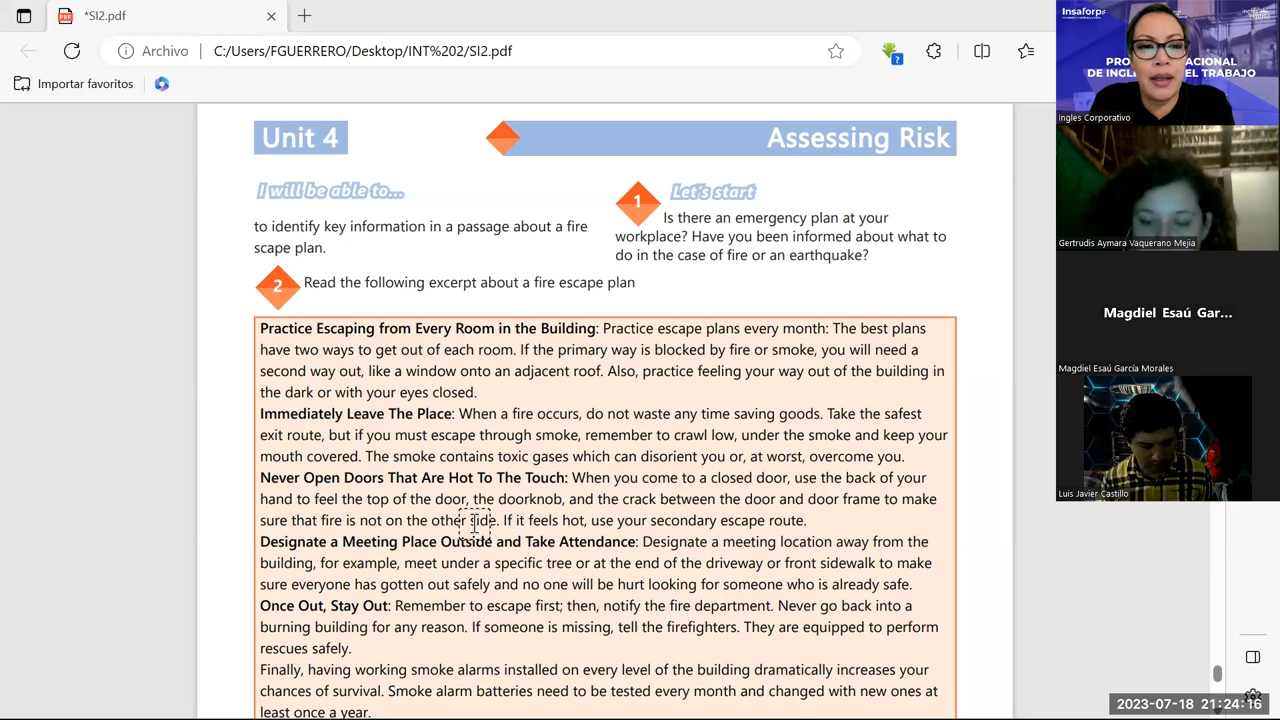 *SI2.pdf
Archivo
C:/Users/FGUERRERO/Desktop/INT%202/SI2.pdf
Importar favoritos
Unit 4
Assessing Risk
I will be able to...
to identify key information in a passage about a fire
scape plan.
1
Let's start
Is there an emergency plan at your
workplace? Have you been informed about what to
do in the case of fire or an earthquake?
2
Read the following excerpt about a fire escape plan
Practice Escaping from Every Room in the Building: Practice escape plans every month: The best plans
have two ways to get out of each room. If the primary way is blocked by fire or smoke, you will need a
second way out, like a window onto an adjacent roof. Also, practice feeling your way out of the building in
the dark or with your eyes closed.
Immediately Leave The Place: When a fire occurs, do not waste any time saving goods. Take the safest
exit route, but if you must escape through smoke, remember to crawl low, under the smoke and keep your
mouth covered. The smoke contains toxic gases which can disorient you or, at worst, overcome you.
Never Open Doors That Are Hot To The Touch: When you come to a closed door, use the back of your
hand to feel the top of the door, the doorknob, and the crack between the door and door frame to make
sure that fire is not on the other side. If it feels hot, use your secondary escape route.
Designate a Meeting Place Outside and Take Attendance: Designate a meeting location away from the
building, for example, meet under a specific tree or at the end of the driveway or front sidewalk to make
sure everyone has gotten out safely and no one will be hurt looking for someone who is already safe.
Once Out, Stay Out: Remember to escape first; then, notify the fire department. Never go back into a
burning building for any reason. If someone is missing, tell the firefighters. They are equipped to perform
rescues safely.
Finally, having working smoke alarms installed on every level of the building dramatically increases your
chances of survival. Smoke alarm batteries need to be tested every month and changed with new ones at
least once a year.
Insaforp
PRO ACIONAL
DE INGL EL TRABAJO
Ingles Corporativo
Gertrudis Aymara Vaquerano Mejia
Magdiel Esaú Gar...
Magdiel Esaú García Morales
Luis Javier Castillo
2023-07-18 21:24:16